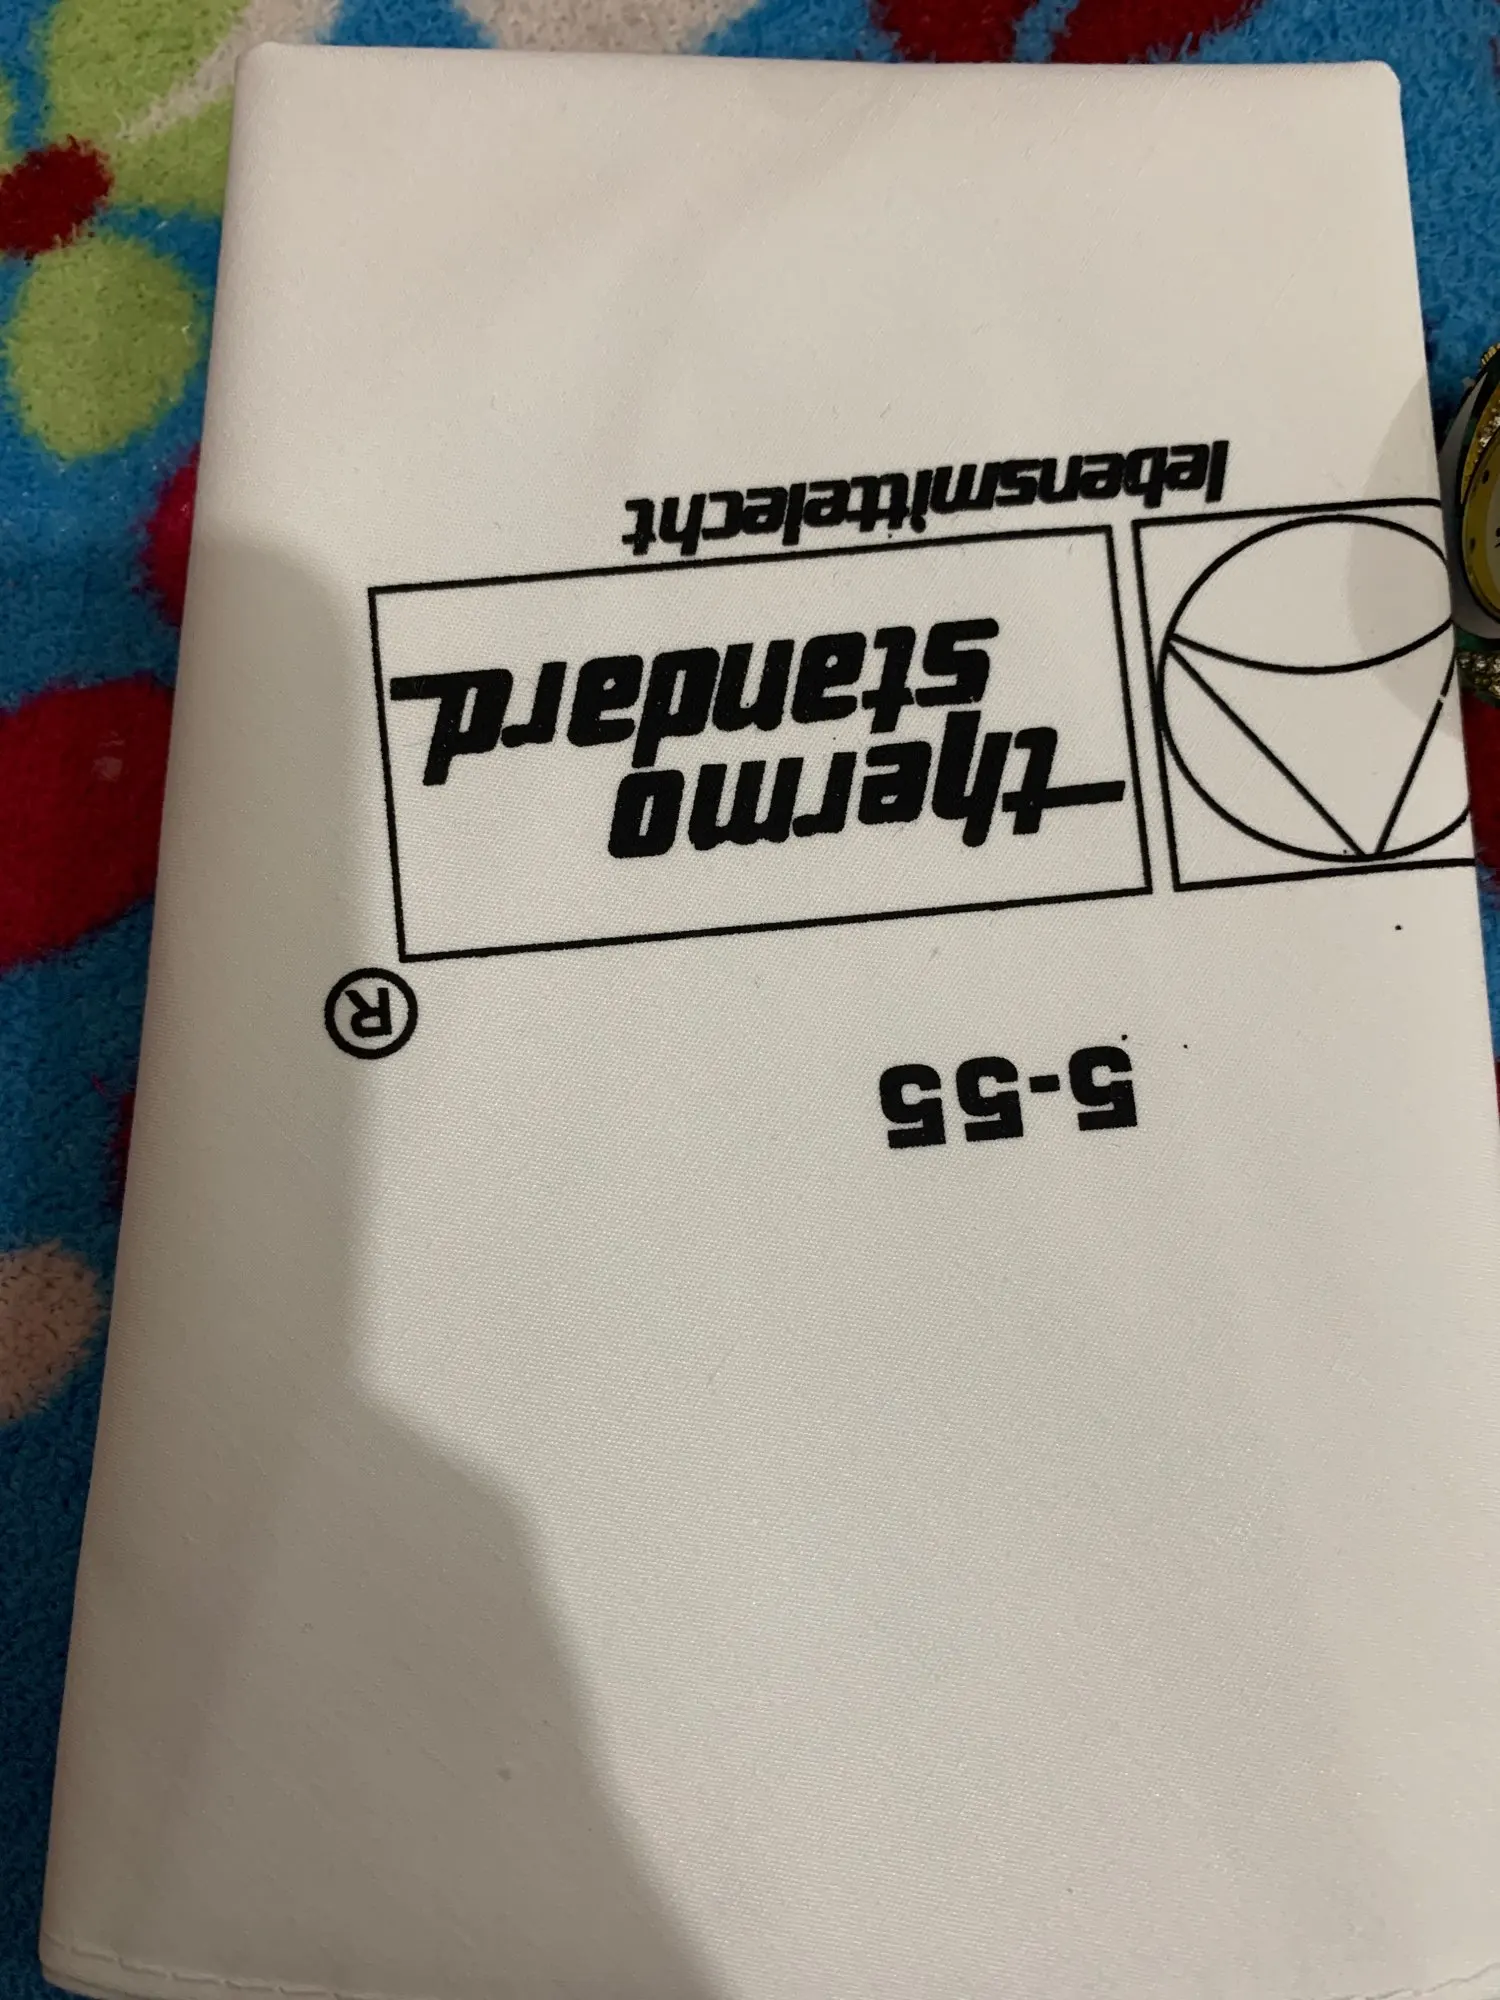 5-55
®
thermo
standard
lebensmittelecht